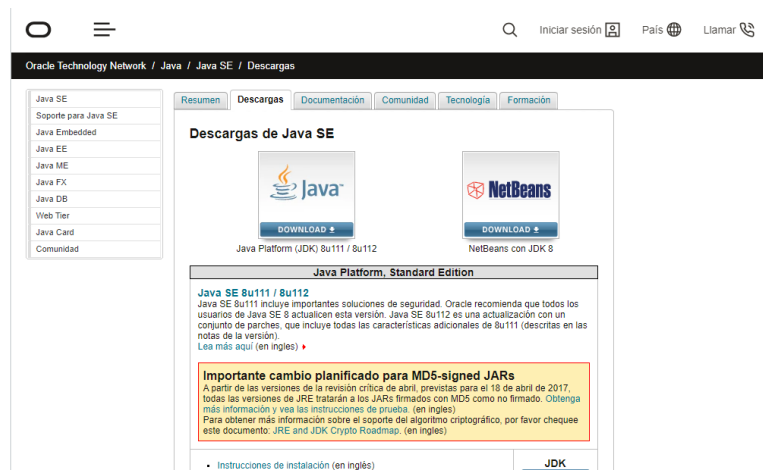 Iniciar sesión País Llamar
Oracle Technology Network / Java / Java SE / Descargas
Java SE
Soporte para Java SE
Java Embedded
Java EE
Java ME
Java FX
Java DB
Web Tier
Java Card
Comunidad
Resumen Descargas Documentación Comunidad Tecnología Formación
Descargas de Java SE
Java NetBeans
DOWNLOAD DOWNLOAD
Java Platform (JDK) 8u111 / 8u112 NetBeans con JDK 8
Java Platform, Standard Edition
Java SE 8u111 / 8u112
Java SE 8u111 incluye importantes soluciones de seguridad. Oracle recomienda que todos los
usuarios de Java SE 8 actualicen esta versión. Java SE 8u112 es una actualización con un
conjunto de parches, que incluye todas las características adicionales de 8u111 (descritas en las
notas de la versión).
Lea más aquí (en ingles)
Importante cambio planificado para MD5-signed JARs
A partir de las versiones de la revisión crítica de abril, previstas para el 18 de abril de 2017,
todas las versiones de JRE tratarán a los JARs firmados con MD5 como no firmado. Obtenga
más información y vea las instrucciones de prueba. (en ingles)
Para obtener más información sobre el soporte del algoritmo criptográfico, por favor chequee
este documento: JRE and JDK Crypto Roadmap. (en ingles)
Instrucciones de instalación (en inglés)
JDK